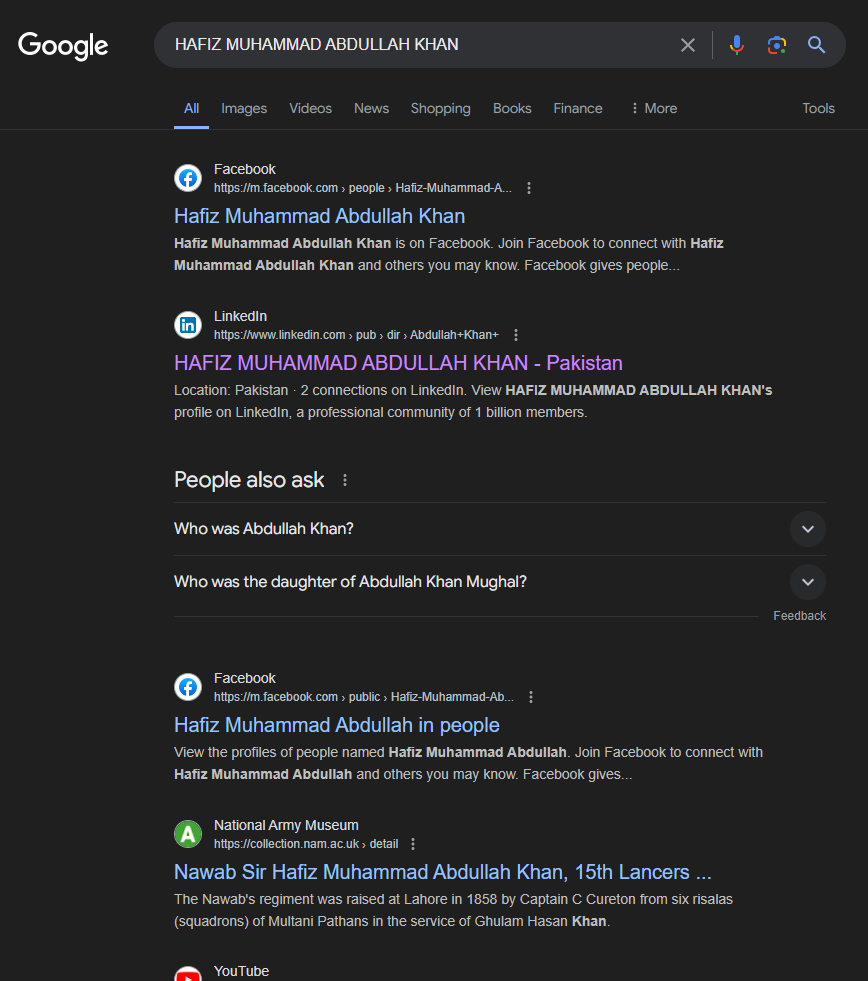 Google
HAFIZ MUHAMMAD ABDULLAH KHAN
All Images Videos News Shopping Books Finance More Tools
Facebook
https://m.facebook.com › people › Hafiz-Muhammad-A...
Hafiz Muhammad Abdullah Khan
Hafiz Muhammad Abdullah Khan is on Facebook. Join Facebook to connect with Hafiz
Muhammad Abdullah Khan and others you may know. Facebook gives people...
LinkedIn
https://www.linkedin.com › pub › dir › Abdullah+Khan+
HAFIZ MUHAMMAD ABDULLAH KHAN - Pakistan
Location: Pakistan · 2 connections on LinkedIn. View HAFIZ MUHAMMAD ABDULLAH KHAN's
profile on LinkedIn, a professional community of 1 billion members.
People also ask
Who was Abdullah Khan?
Who was the daughter of Abdullah Khan Mughal?
Feedback
Facebook
https://m.facebook.com › public › Hafiz-Muhammad-Ab...
Hafiz Muhammad Abdullah in people
View the profiles of people named Hafiz Muhammad Abdullah. Join Facebook to connect with
Hafiz Muhammad Abdullah and others you may know. Facebook gives...
National Army Museum
https://collection.nam.ac.uk › detail
Nawab Sir Hafiz Muhammad Abdullah Khan, 15th Lancers ...
The Nawab's regiment was raised at Lahore in 1858 by Captain C Cureton from six risalas
(squadrons) of Multani Pathans in the service of Ghulam Hasan Khan.
YouTube